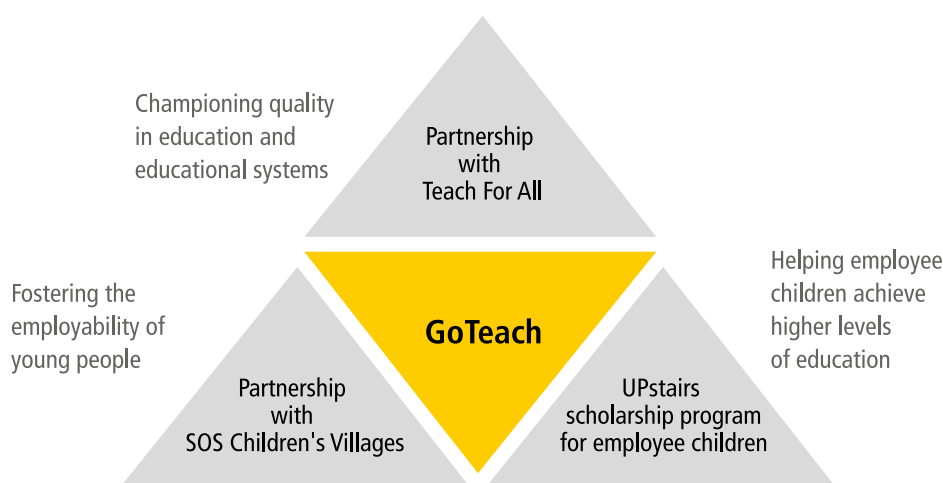 Championing quality
in education and
educational systems
Partnership
with
Teach For All
Fostering the
employability of
young people
GoTeach
Helping employee
children achieve
higher levels
of education
Partnership
with
SOS Children's Villages
UPstairs
scholarship program
for employee children